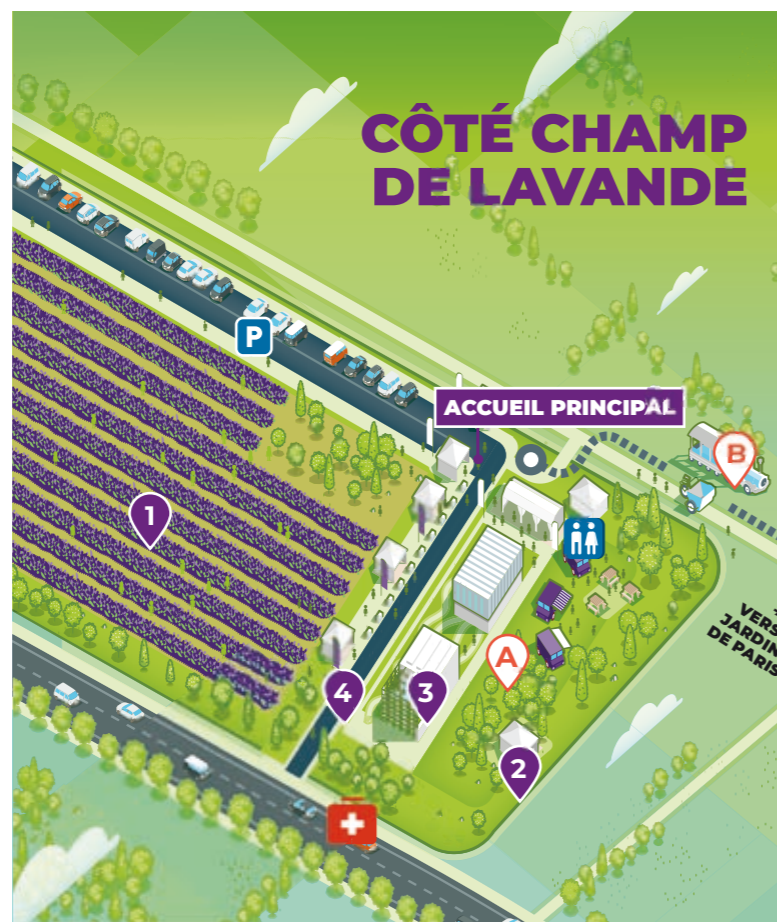 CÔTÉ CHAMP
DE LAVANDE
P
ACCUEIL PRINCIPAL
B
1
A
VERS
JARDIN
DE PARIS
4
3
2